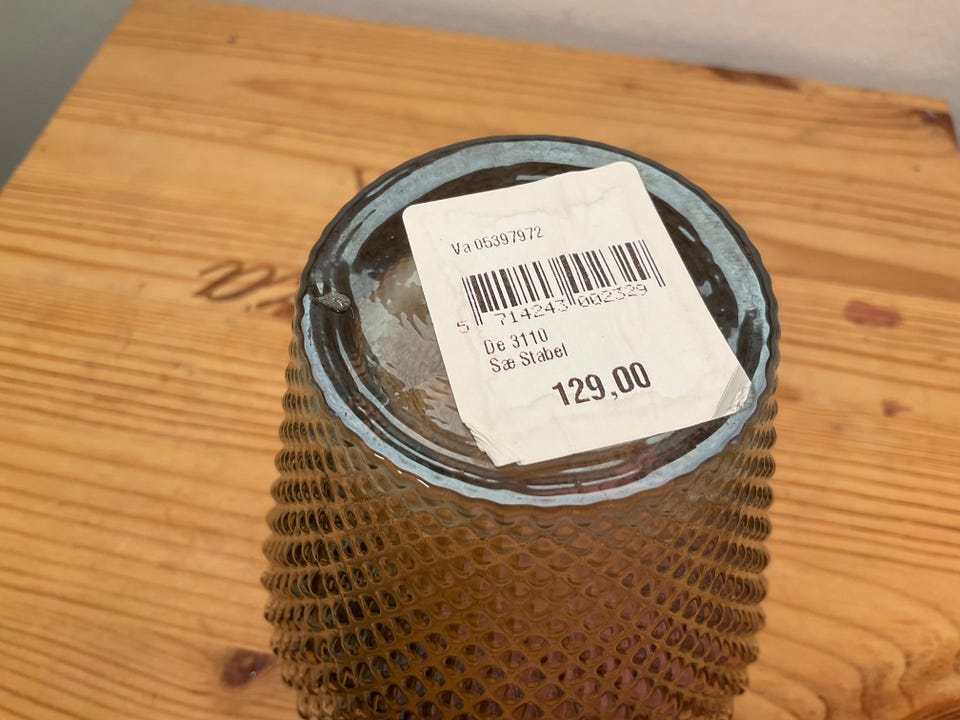 Va 05397972
5 714243 002329
De 3110
Sæ Stabel
129,00